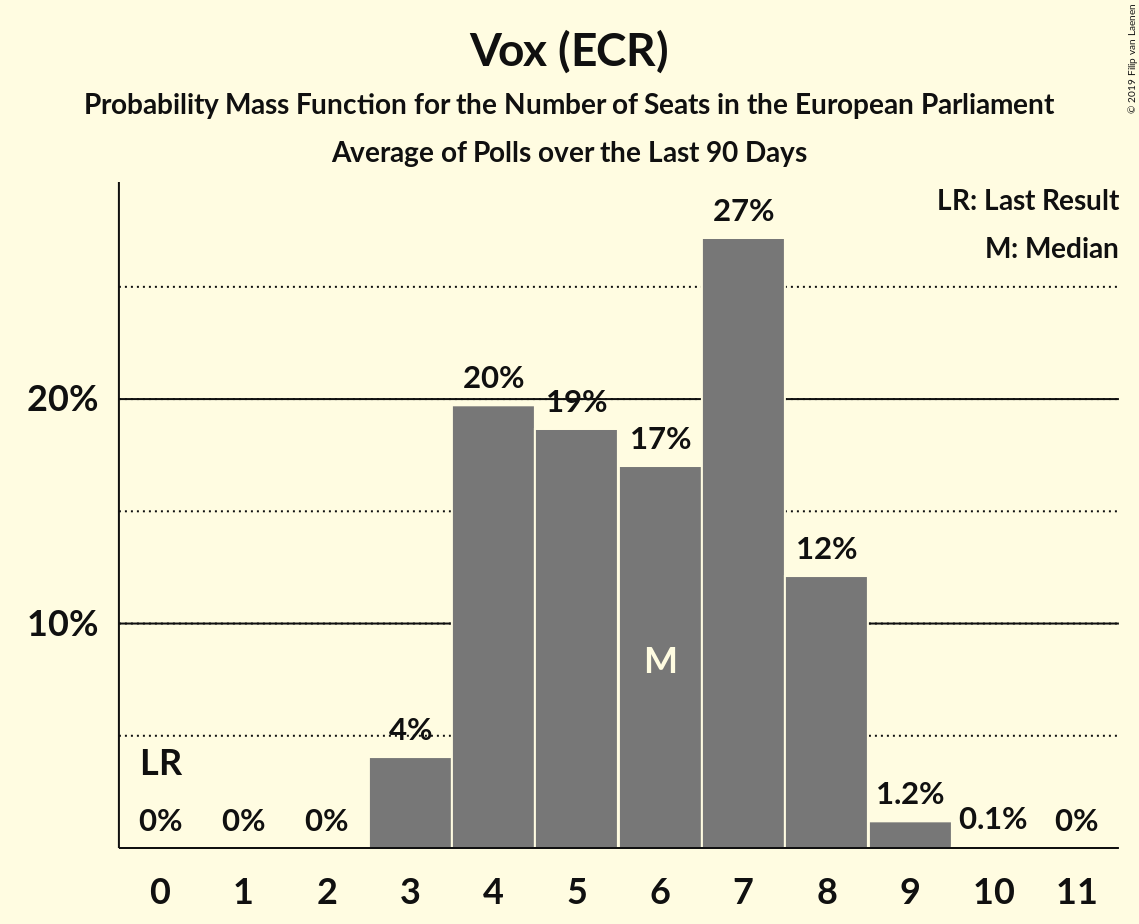 Vox (ECR)
Probability Mass Function for the Number of Seats in the European Parliament
Average of Polls over the Last 90 Days
© 2019 Filip van Laenen
LR: Last Result
M: Median
27%
20%
19%
20%
17%
12%
10%
M
4%
LR
1.2%
0%
0%
0%
0.1%
0%
0 1 2 3 4 5 6 7 8 9 10 11